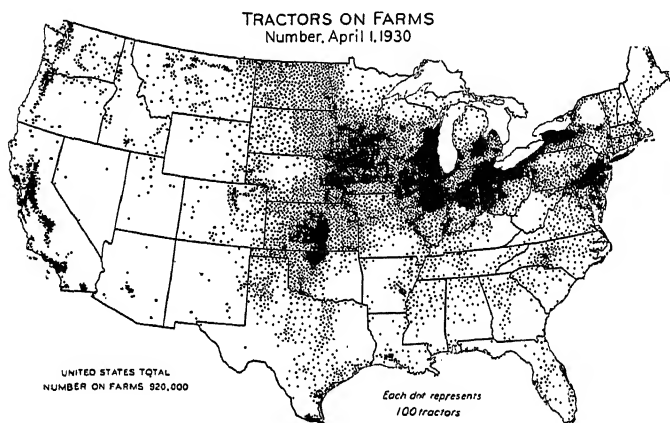 TRACTORS ON FARMS
Number, April 1, 1930
UNITED STATES TOTAL
NUMBER ON FARMS 920,000
Each dot represents
100 tractors